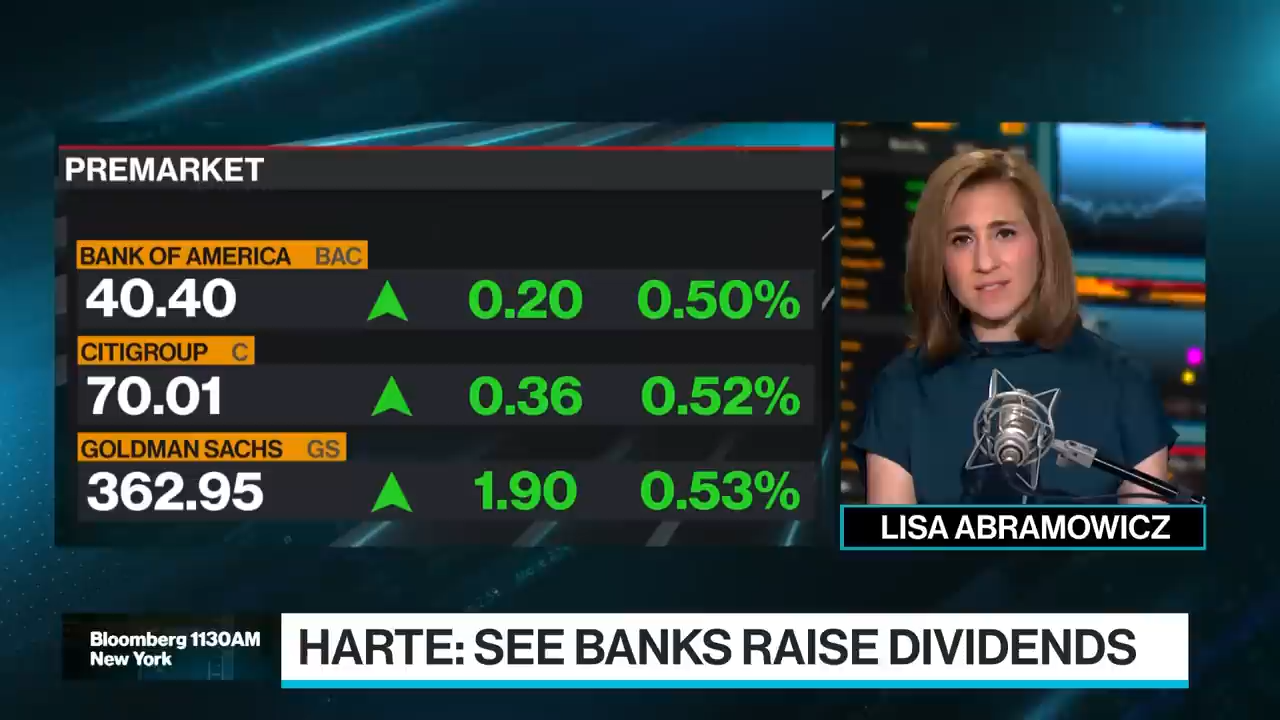 PREMARKET
BANK OF AMERICA BAC
40.40 0.20 0.50%
CITIGROUP C
70.01 0.36 0.52%
GOLDMAN SACHS GS
362.95 1.90 0.53%
LISA ABRAMOWICZ
Bloomberg 1130AM
New York
HARTE: SEE BANKS RAISE DIVIDENDS